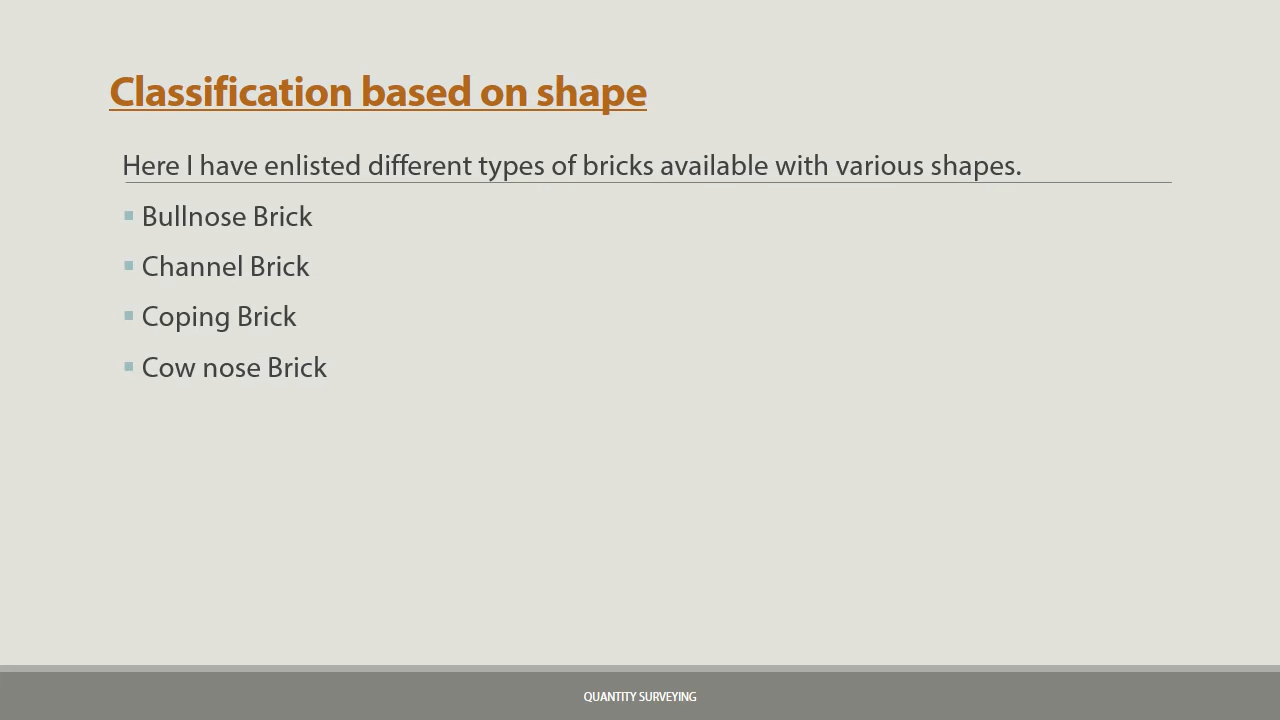 Classification based on shape
Here I have enlisted different types of bricks available with various shapes.
Bullnose Brick
Channel Brick
Coping Brick
Cow nose Brick
QUANTITY SURVEYING